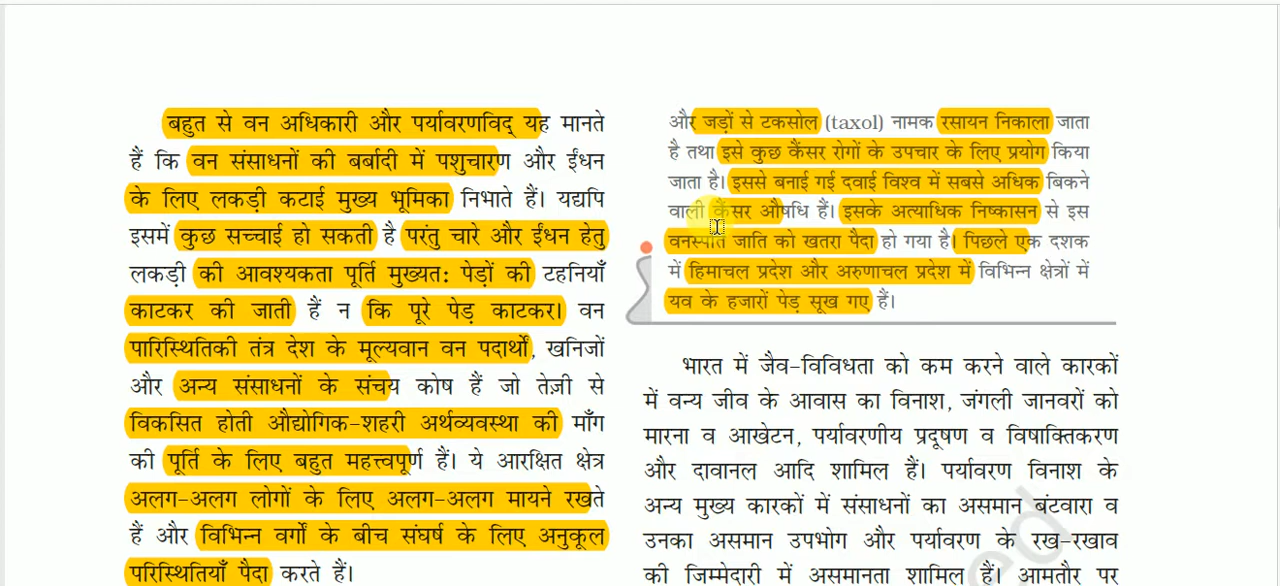 बहुत से वन अधिकारी और पर्यावरणविद् यह मानते
हैं कि वन संसाधनों की बर्बादी में पशुचारण और ईंधन
के लिए लकड़ी कटाई मुख्य भूमिका निभाते हैं। यद्यपि
इसमें कुछ सच्चाई हो सकती है परंतु चारे और ईंधन हेतु
लकड़ी की आवश्यकता पूर्ति मुख्यत: पेड़ों की टहनियाँ
काटकर की जाती हैं न कि पूरे पेड़ काटकर। वन
पारिस्थितिकी तंत्र देश के मूल्यवान वन पदार्थों, खनिजों
और अन्य संसाधनों के संचय कोष हैं जो तेज़ी से
विकसित होती औद्योगिक-शहरी अर्थव्यवस्था की माँग
की पूर्ति के लिए बहुत महत्त्वपूर्ण हैं। ये आरक्षित क्षेत्र
अलग-अलग लोगों के लिए अलग-अलग मायने रखते
हैं और विभिन्न वर्गों के बीच संघर्ष के लिए अनुकूल
परिस्थितियाँ पैदा करते हैं।
और जड़ों से टकसोल (taxol) नामक रसायन निकाला जाता
है तथा इसे कुछ कैंसर रोगों के उपचार के लिए प्रयोग किया
जाता है। इससे बनाई गई दवाई विश्व में सबसे अधिक बिकने
वाली कैंसर औषधि हैं। इसके अत्याधिक निष्कासन से इस
वनस्पति जाति को खतरा पैदा हो गया है। पिछले एक दशक
में हिमाचल प्रदेश और अरुणाचल प्रदेश में विभिन्न क्षेत्रों में
यव के हजारों पेड़ सूख गए हैं।
भारत में जैव-विविधता को कम करने वाले कारकों
में वन्य जीव के आवास का विनाश, जंगली जानवरों को
मारना व आखेटन, पर्यावरणीय प्रदूषण व विषाक्तिकरण
और दावानल आदि शामिल हैं। पर्यावरण विनाश के
अन्य मुख्य कारकों में संसाधनों का असमान बंटवारा व
उनका असमान उपभोग और पर्यावरण के रख-रखाव
की जिम्मेदारी में असमानता शामिल हैं। आमतौर पर
ed